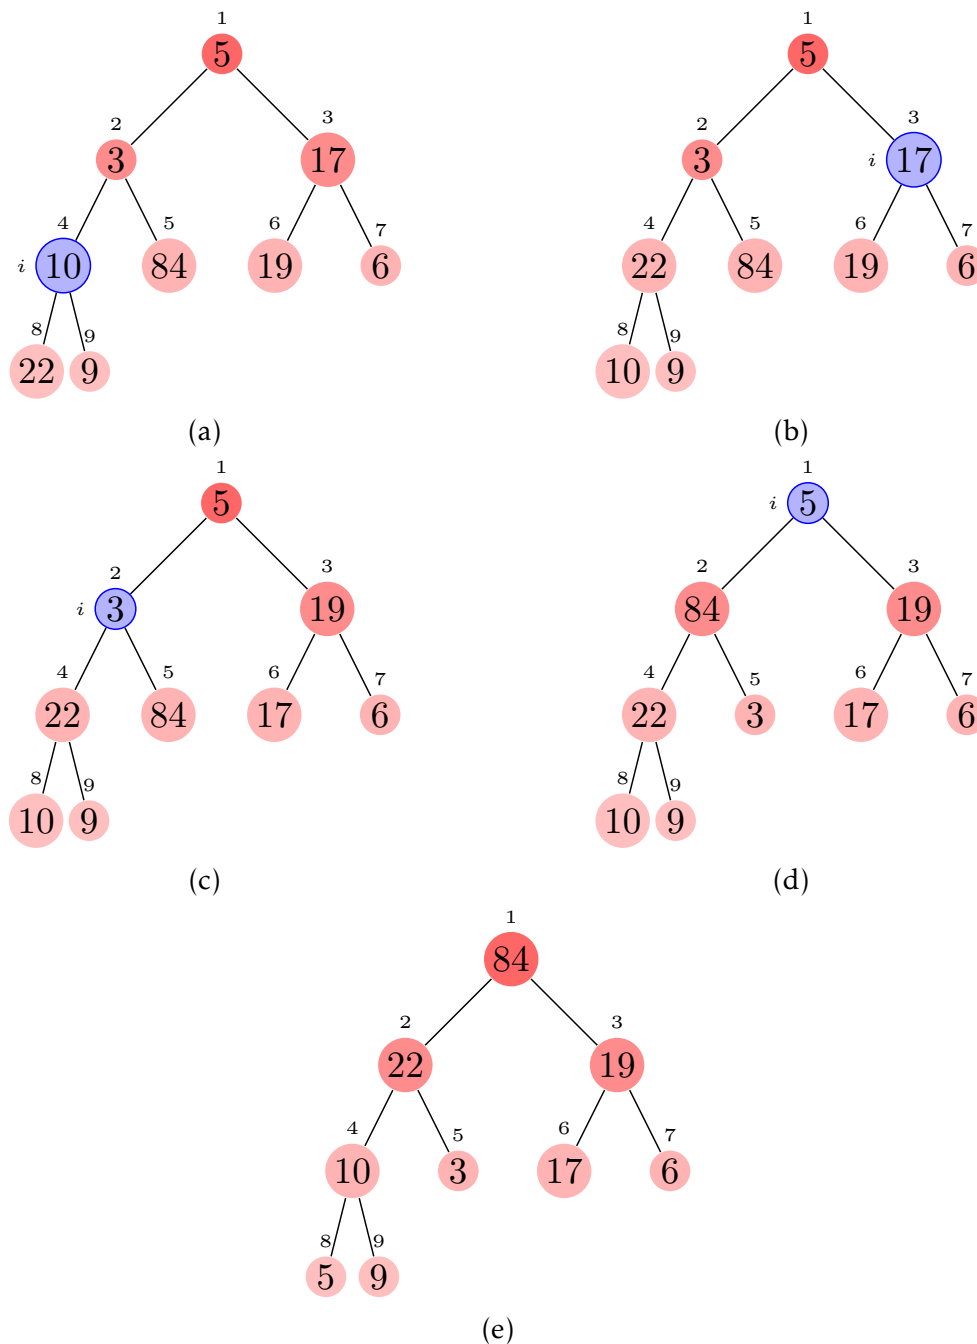 1 1
5 5
2 3 2 3
3 17 3 i 17
4 5 6 7 4 5 6 7
i 10 84 19 6 22 84 19 6
8 9 8 9
22 9 10 9
(a) (b)
1 1
5 i 5
2 3 2 3
i 3 19 84 19
4 5 6 7 4 5 6 7
22 84 17 6 22 3 17 6
8 9 8 9
10 9 10 9
(c) (d)
1
84
2 3
22 19
4 5 6 7
10 3 17 6
8 9
5 9
(e)